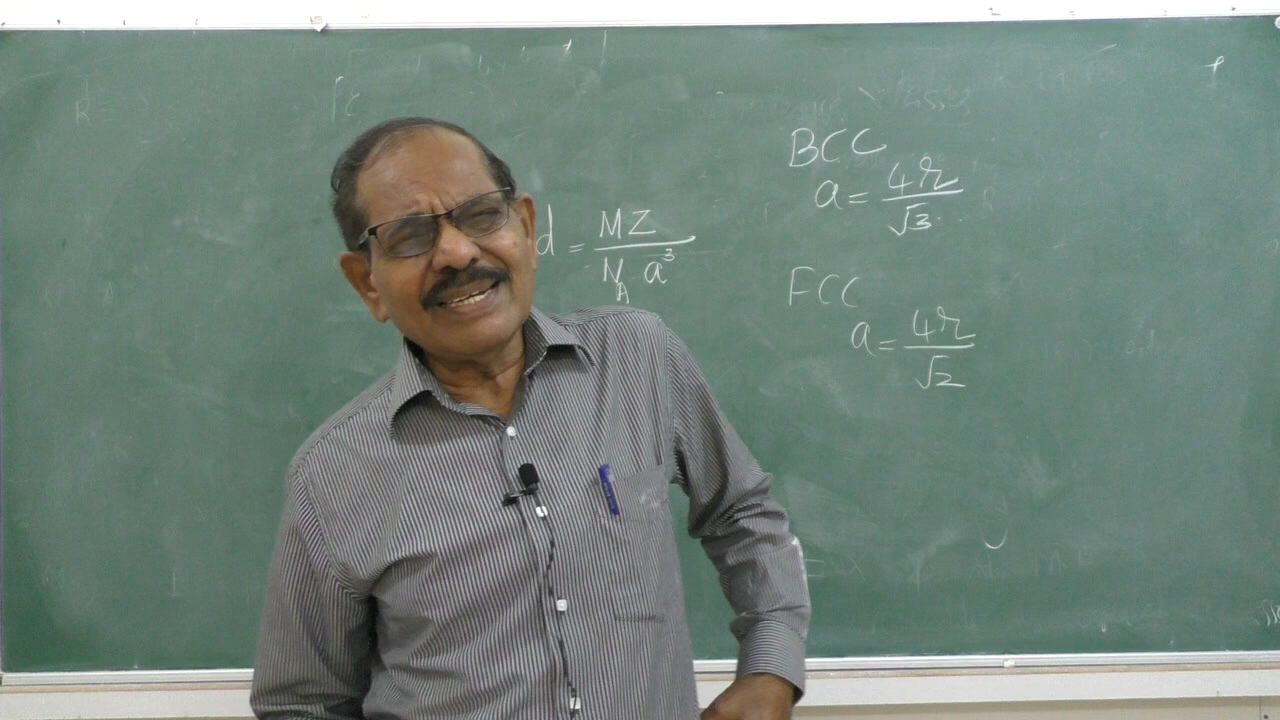 d = MZ / N_A a³
BCC
a = 4r / √3
FCC
a = 4r / √2